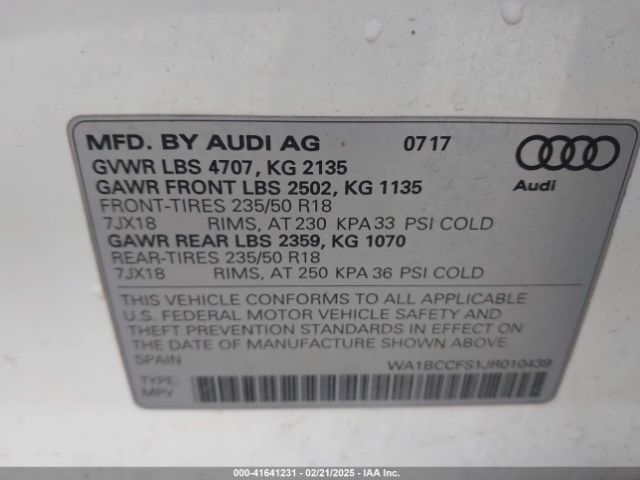 MFD. BY AUDI AG 0717
GVWR LBS 4707, KG 2135
GAWR FRONT LBS 2502, KG 1135
FRONT-TIRES 235/50 R18
7JX18 RIMS, AT 230 KPA 33 PSI COLD
GAWR REAR LBS 2359, KG 1070
REAR-TIRES 235/50 R18
7JX18 RIMS, AT 250 KPA 36 PSI COLD
Audi
THIS VEHICLE CONFORMS TO ALL APPLICABLE
U.S. FEDERAL MOTOR VEHICLE SAFETY AND
THEFT PREVENTION STANDARDS IN EFFECT ON
THE DATE OF MANUFACTURE SHOWN ABOVE.
SPAIN WA1BCCFS1JR010439
TYPE:
MPV
000-41641231 - 02/21/2025 - IAA Inc.